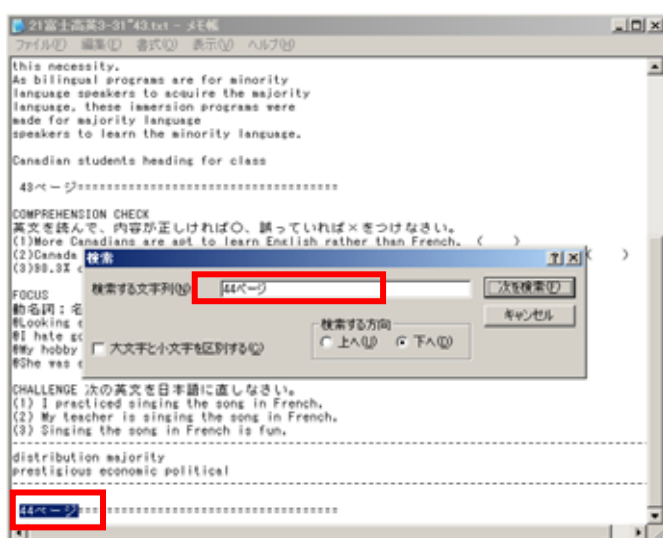 21富士高英3-31~43.txt - メモ帳
ファイル(F) 編集(E) 書式(O) 表示(V) ヘルプ(H)
this necessity.
As bilingual programs are for minority
language speakers to acquire the majority
language, these immersion programs were
made for majority language
speakers to learn the minority language.
Canadian students heading for class
43ページ====================================
COMPREHENSION CHECK
英文を読んで、内容が正しければ○、誤っていれば×をつけなさい。
(1)More Canadians are apt to learn English rather than French. ( )
(2)Canada ( )
(3)98.3%
検索
検索する文字列(N): 44ページ
次を検索(F)
キャンセル
検索する方向
上へ(U) 下へ(D)
大文字と小文字を区別する(C)
FOCUS
動名詞:
@Looking
@I hate
@My hobby
@She was
CHALLENGE 次の英文を日本語に直しなさい。
(1) I practiced singing the song in French.
(2) My teacher is singing the song in French.
(3) Singing the song in French is fun.
distribution majority
prestigious economic political
44ページ====================================